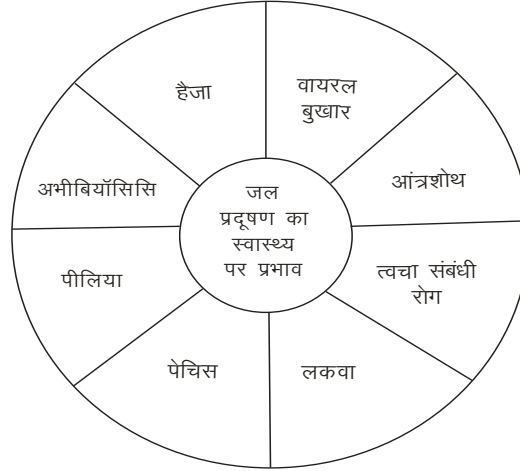 हैजा
वायरल
बुखार
आंत्रशोथ
त्वचा संबंधी
रोग
लकवा
पेचिस
पीलिया
अभीबियॉसिसि
जल
प्रदूषण का
स्वास्थ्य
पर प्रभाव